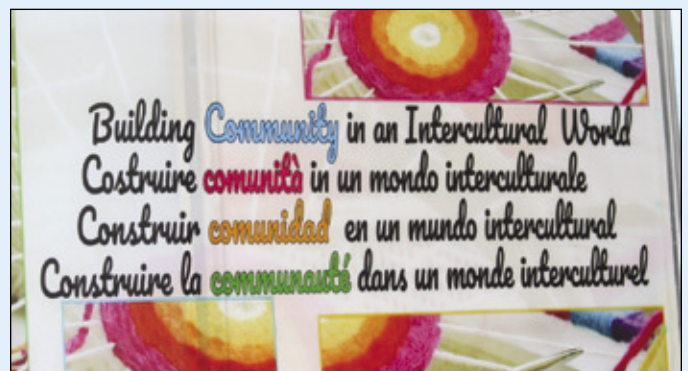 Building Community in an Intercultural World
Costruire comunità in un mondo interculturale
Construir comunidad en un mundo intercultural
Construire la communauté dans un monde interculturel